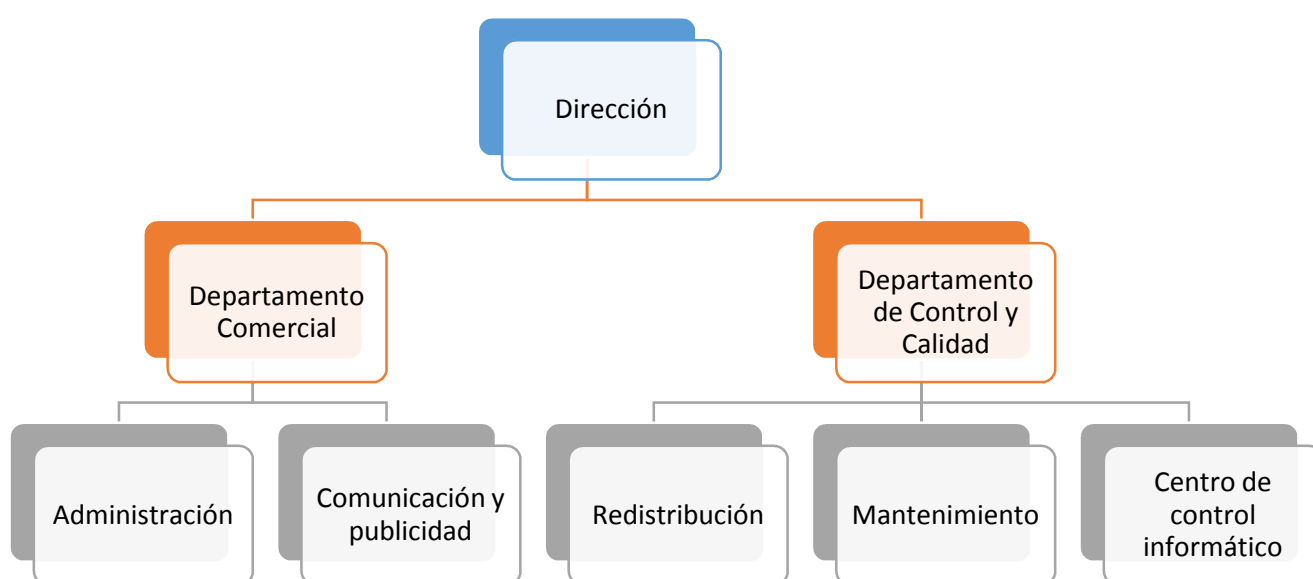 Dirección
Departamento
Comercial
Departamento
de Control y
Calidad
Administración
Comunicación y
publicidad
Redistribución
Mantenimiento
Centro de
control
informático